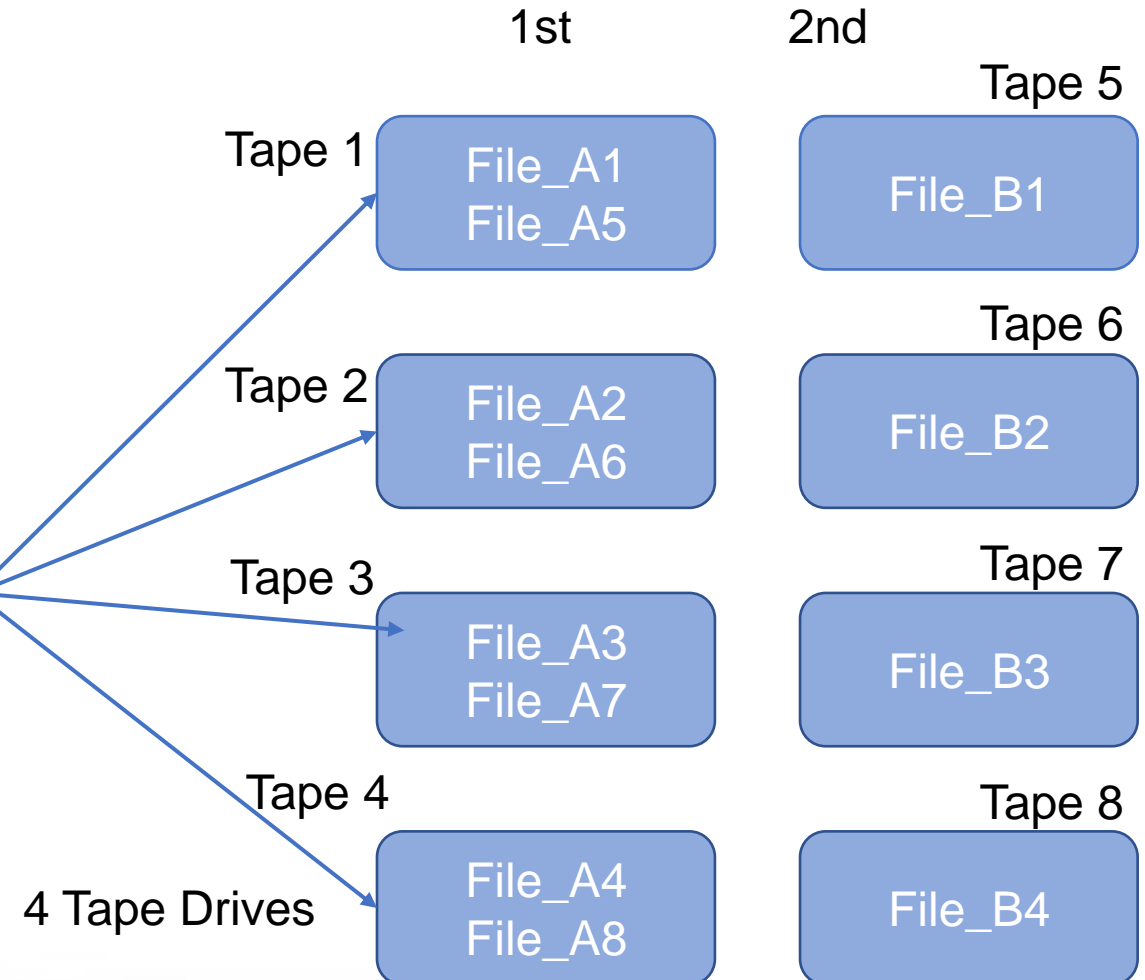 1st
2nd
Tape 5
Tape 1
File_A1
File_A5
File_B1
Tape 6
Tape 2
File_A2
File_A6
File_B2
Tape 7
Tape 3
File_A3
File_A7
File_B3
Tape 8
Tape 4
File_A4
File_A8
File_B4
4 Tape Drives